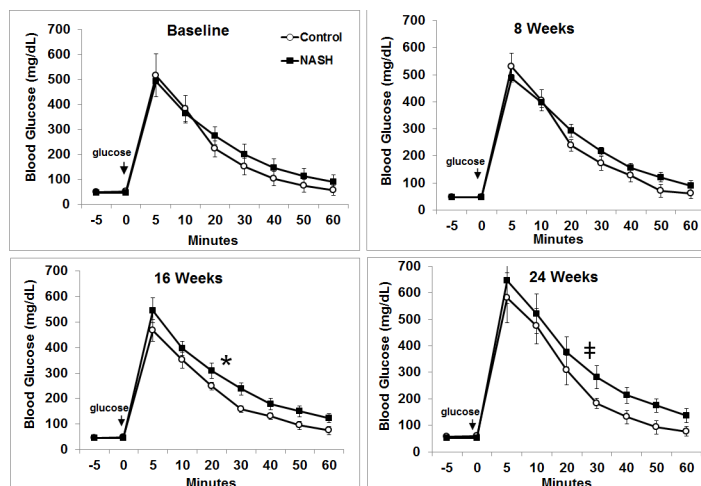 Baseline
Control
NASH
Blood Glucose (mg/dL)
700
600
500
400
300
200
100
0
glucose
-5 0 5 10 20 30 40 50 60
Minutes
8 Weeks
Blood Glucose (mg/dL)
700
600
500
400
300
200
100
0
glucose
-5 0 5 10 20 30 40 50 60
Minutes
16 Weeks
Blood Glucose (mg/dL)
700
600
500
400
300
200
100
0
glucose
*
-5 0 5 10 20 30 40 50 60
Minutes
24 Weeks
Blood Glucose (mg/dL)
700
600
500
400
300
200
100
0
glucose
‡
-5 0 5 10 20 30 40 50 60
Minutes